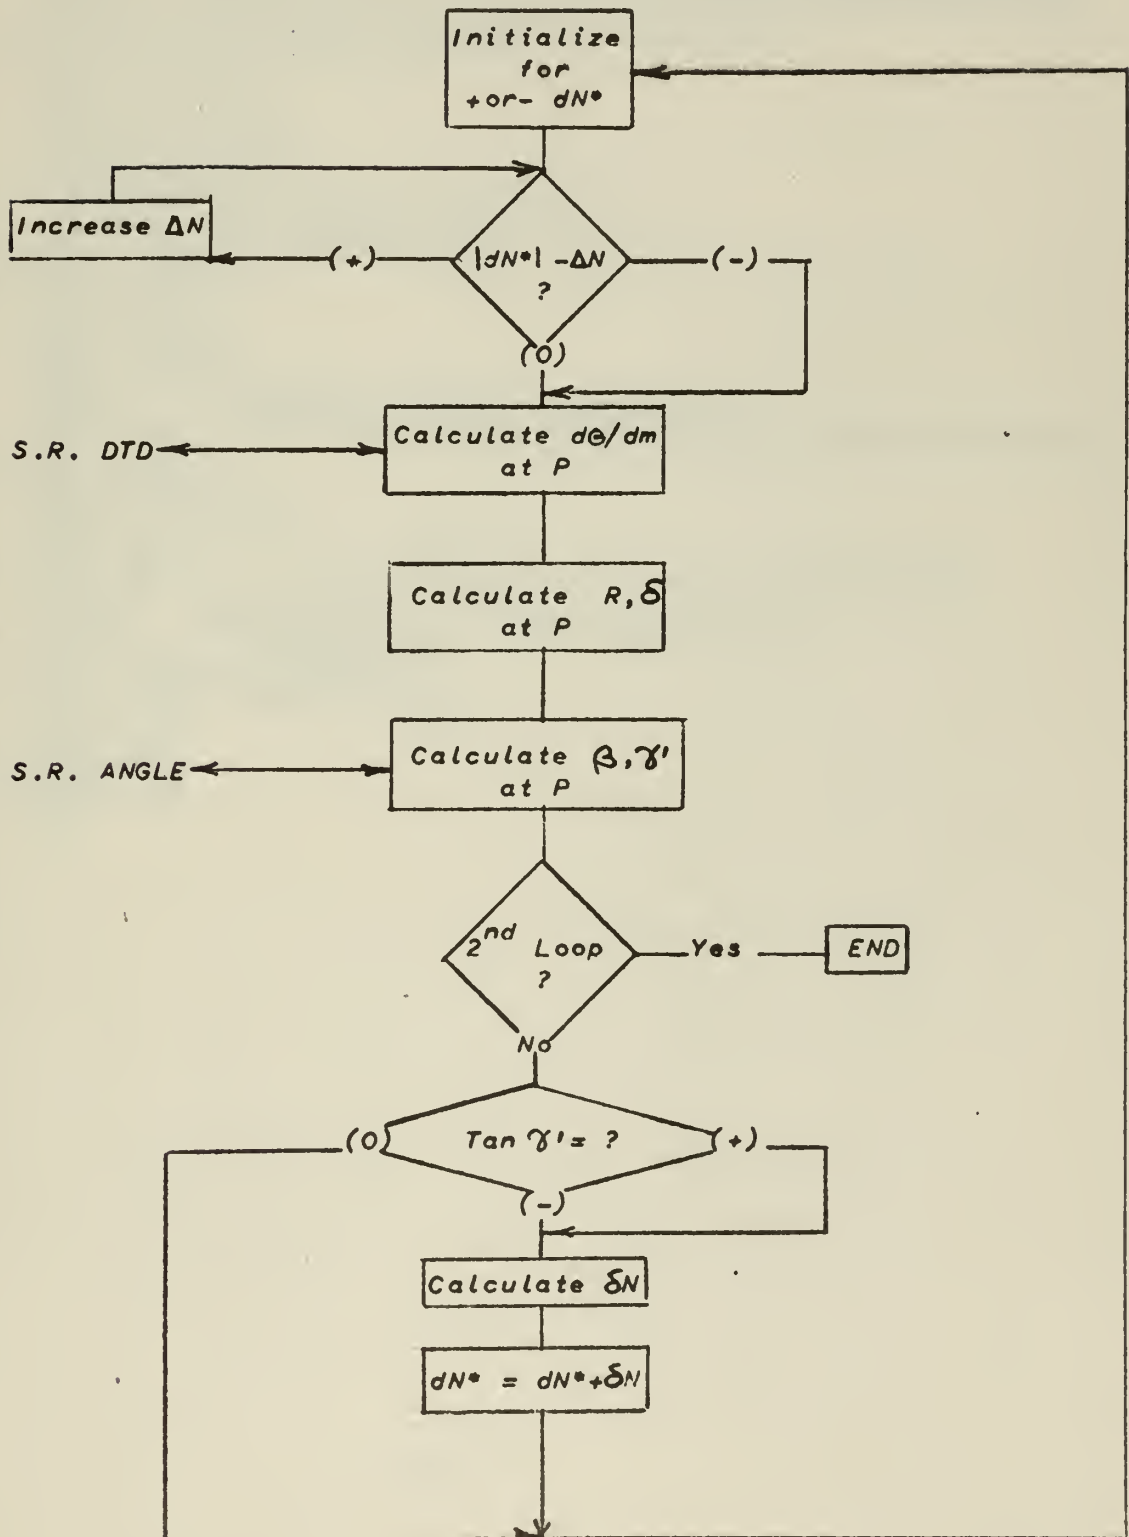 Initialize
for
+or- dN*
Increase ΔN
(+)
|dN*| -ΔN
?
(-)
(0)
S.R. DTD
Calculate dΘ/dm
at P
Calculate R, δ
at P
S.R. ANGLE
Calculate β, γ'
at P
2nd Loop
?
Yes
END
No
(0)
Tan γ' = ?
(+)
(-)
Calculate δN
dN* = dN*+δN